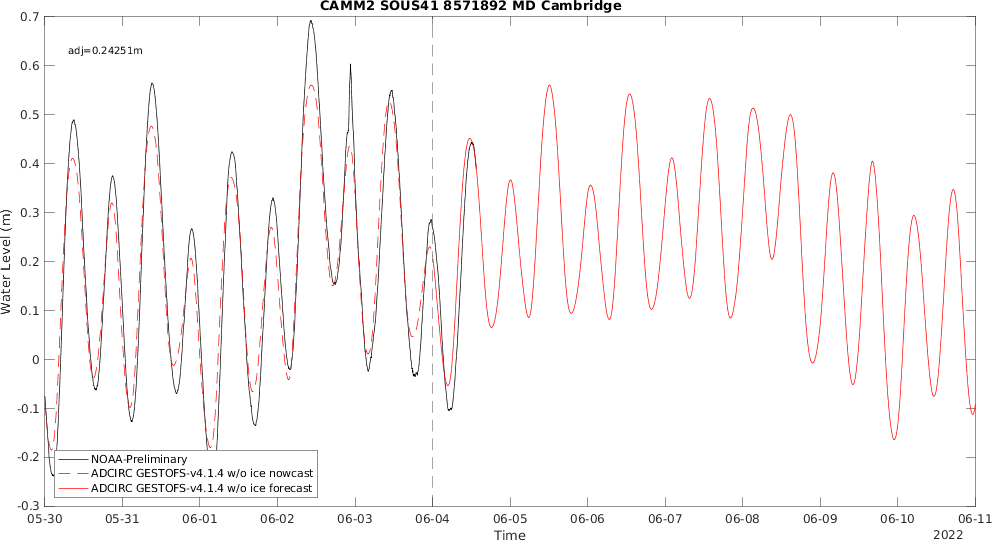 CAMM2 SOUS41 8571892 MD Cambridge
adj=0.24251m
0.7
0.6
0.5
0.4
0.3
0.2
0.1
0
-0.1
-0.2
-0.3
Water Level (m)
NOAA-Preliminary
ADCIRC GESTOFS-v4.1.4 w/o ice nowcast
ADCIRC GESTOFS-v4.1.4 w/o ice forecast
05-30 05-31 06-01 06-02 06-03 06-04 06-05 06-06 06-07 06-08 06-09 06-10 06-11
Time
2022